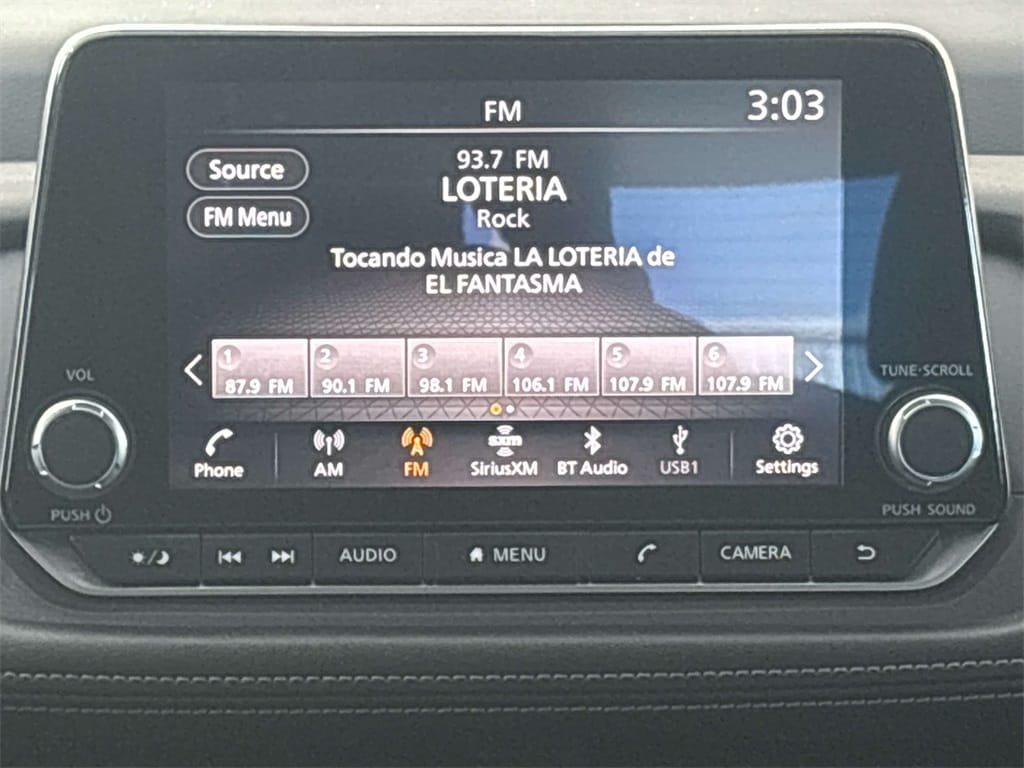 FM
3:03
Source
93.7 FM
LOTERIA
FM Menu
Rock
Tocando Musica LA LOTERIA de
EL FANTASMA
1 2 3 4 5 6
87.9 FM 90.1 FM 98.1 FM 106.1 FM 107.9 FM 107.9 FM
VOL
TUNE·SCROLL
sxm
Phone AM FM SiriusXM BT Audio USB1 Settings
PUSH
PUSH SOUND
AUDIO MENU CAMERA